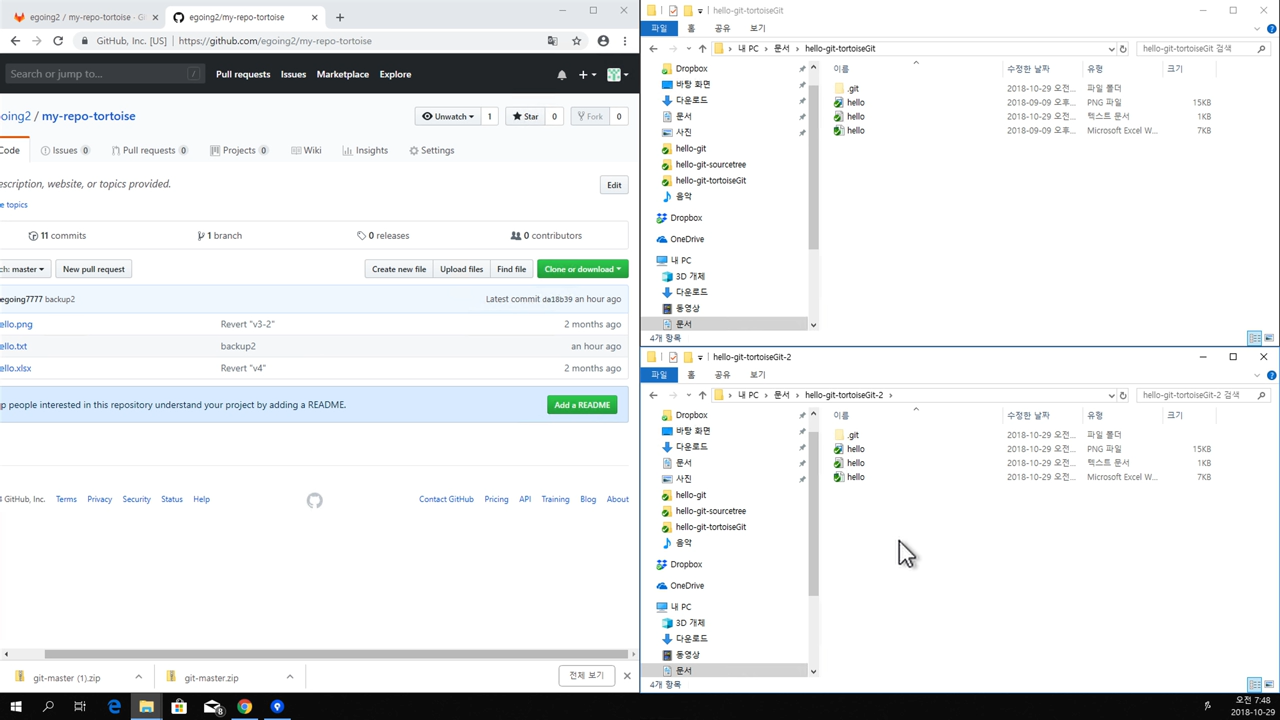 egoing2 / my-repo-tortoise · Gi
egoing2/my-repo-tortoise
GitHub, Inc. [US]
https://github.com/egoing2/my-repo-tortoise
Search or jump to...
/
Pull requests
Issues
Marketplace
Explore
going2 / my-repo-tortoise
Unwatch
1
Star
0
Fork
0
Code
Issues 0
Pull requests 0
Projects 0
Wiki
Insights
Settings
scription, website, or topics provided.
Edit
e topics
11 commits
1 branch
0 releases
0 contributors
ch: master
New pull request
Create new file
Upload files
Find file
Clone or download
egoing7777 backup2
Latest commit da18b39 an hour ago
ello.png
Revert "v3-2"
2 months ago
ello.txt
backup2
an hour ago
ello.xlsx
Revert "v4"
2 months ago
p people interested in this repository understand your project by adding a README.
Add a README
GitHub, Inc.
Terms
Privacy
Security
Status
Help
Contact GitHub
Pricing
API
Training
Blog
About
git-master (1).zip
git-master.zip
전체 보기
hello-git-tortoiseGit
파일
홈
공유
보기
내 PC
문서
hello-git-tortoiseGit
hello-git-tortoiseGit 검색
이름
수정한 날짜
유형
크기
Dropbox
바탕 화면
다운로드
문서
사진
hello-git
hello-git-sourcetree
hello-git-tortoiseGit
음악
Dropbox
OneDrive
내 PC
3D 개체
다운로드
동영상
문서
.git
2018-10-29 오전...
파일 폴더
hello
2018-09-09 오후...
PNG 파일
15KB
hello
2018-10-29 오전...
텍스트 문서
1KB
hello
2018-09-09 오후...
Microsoft Excel W...
7KB
4개 항목
hello-git-tortoiseGit-2
파일
홈
공유
보기
내 PC
문서
hello-git-tortoiseGit-2
hello-git-tortoiseGit-2 검색
이름
수정한 날짜
유형
크기
Dropbox
바탕 화면
다운로드
문서
사진
hello-git
hello-git-sourcetree
hello-git-tortoiseGit
음악
Dropbox
OneDrive
내 PC
3D 개체
다운로드
동영상
문서
.git
2018-10-29 오전...
파일 폴더
hello
2018-10-29 오전...
PNG 파일
15KB
hello
2018-10-29 오전...
텍스트 문서
1KB
hello
2018-10-29 오전...
Microsoft Excel W...
7KB
4개 항목
8
오전 7:48
2018-10-29